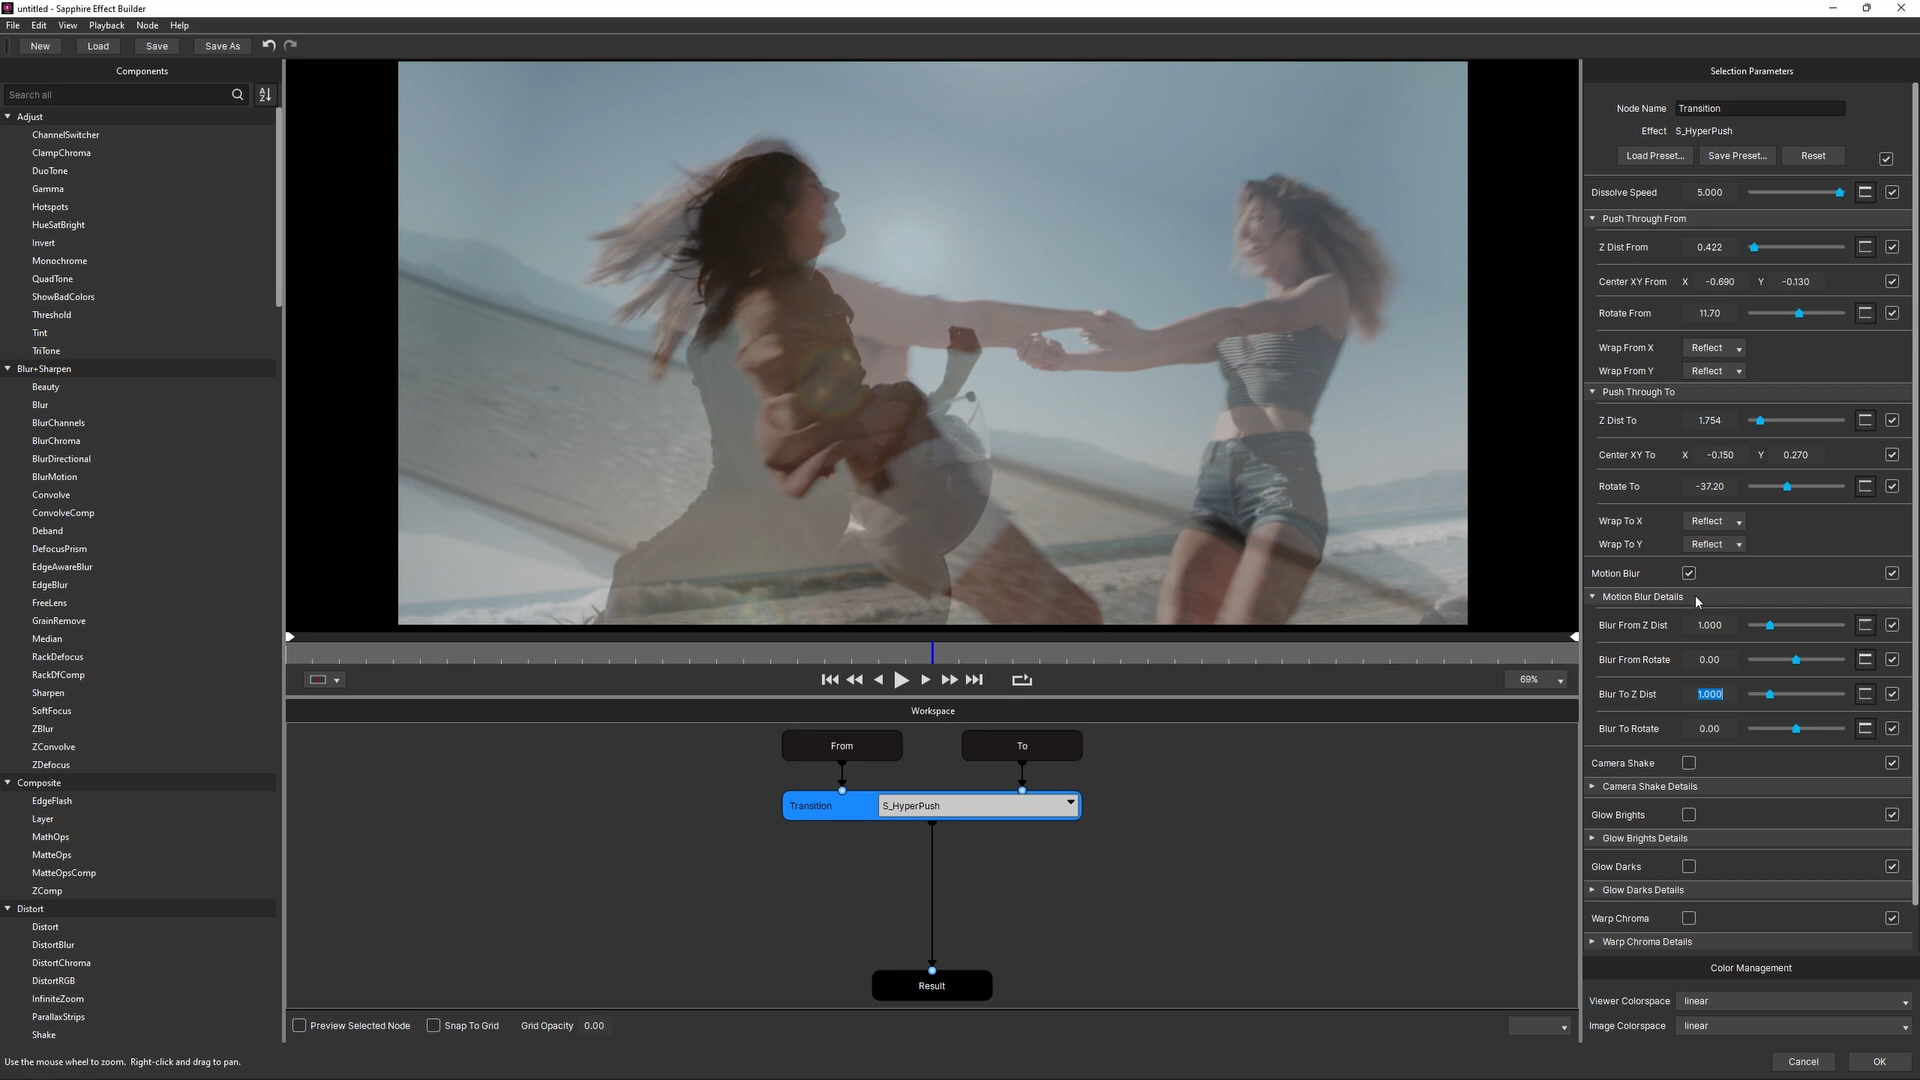 untitled - Sapphire Effect Builder
File Edit View Playback Node Help
New Load Save Save As
Components
Search all
Adjust
ChannelSwitcher
ClampChroma
DuoTone
Gamma
Hotspots
HueSatBright
Invert
Monochrome
QuadTone
ShowBadColors
Threshold
Tint
TriTone
Blur+Sharpen
Beauty
Blur
BlurChannels
BlurChroma
BlurDirectional
BlurMotion
Convolve
ConvolveComp
Deband
DefocusPrism
EdgeAwareBlur
EdgeBlur
FreeLens
GrainRemove
Median
RackDefocus
RackDfComp
Sharpen
SoftFocus
ZBlur
ZConvolve
ZDefocus
Composite
EdgeFlash
Layer
MathOps
MatteOps
MatteOpsComp
ZComp
Distort
Distort
DistortBlur
DistortChroma
DistortRGB
InfiniteZoom
ParallaxStrips
Shake
69%
Workspace
From To
Transition S_HyperPush
Result
Preview Selected Node Snap To Grid Grid Opacity 0.00
Selection Parameters
Node Name Transition
Effect S_HyperPush
Load Preset... Save Preset... Reset
Dissolve Speed 5.000
Push Through From
Z Dist From 0.422
Center XY From X -0.690 Y -0.130
Rotate From 11.70
Wrap From X Reflect
Wrap From Y Reflect
Push Through To
Z Dist To 1.754
Center XY To X -0.150 Y 0.270
Rotate To -37.20
Wrap To X Reflect
Wrap To Y Reflect
Motion Blur
Motion Blur Details
Blur From Z Dist 1.000
Blur From Rotate 0.00
Blur To Z Dist 1.000
Blur To Rotate 0.00
Camera Shake
Camera Shake Details
Glow Brights
Glow Brights Details
Glow Darks
Glow Darks Details
Warp Chroma
Warp Chroma Details
Color Management
Viewer Colorspace linear
Image Colorspace linear
Use the mouse wheel to zoom. Right-click and drag to pan.
Cancel OK